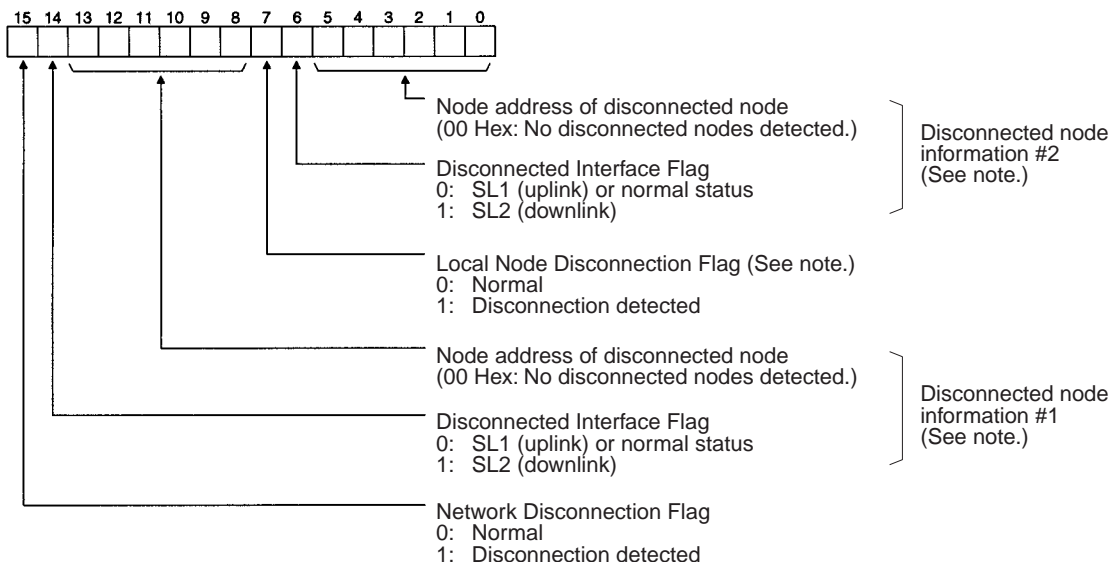 15 14 13 12 11 10 9 8 7 6 5 4 3 2 1 0
Node address of disconnected node
(00 Hex: No disconnected nodes detected.)
Disconnected Interface Flag
0: SL1 (uplink) or normal status
1: SL2 (downlink)
Disconnected node
information #2
(See note.)
Local Node Disconnection Flag (See note.)
0: Normal
1: Disconnection detected
Node address of disconnected node
(00 Hex: No disconnected nodes detected.)
Disconnected Interface Flag
0: SL1 (uplink) or normal status
1: SL2 (downlink)
Disconnected node
information #1
(See note.)
Network Disconnection Flag
0: Normal
1: Disconnection detected